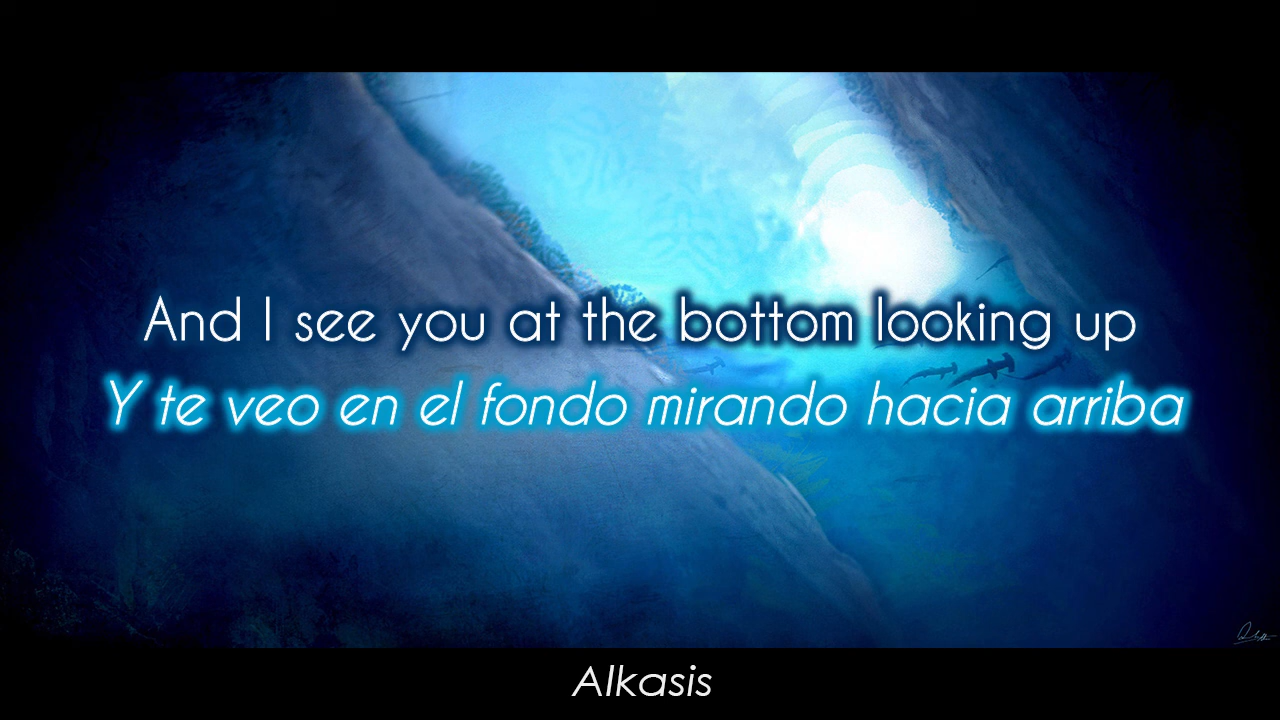 And I see you at the bottom looking up
Y te veo en el fondo mirando hacia arriba
Alkasis